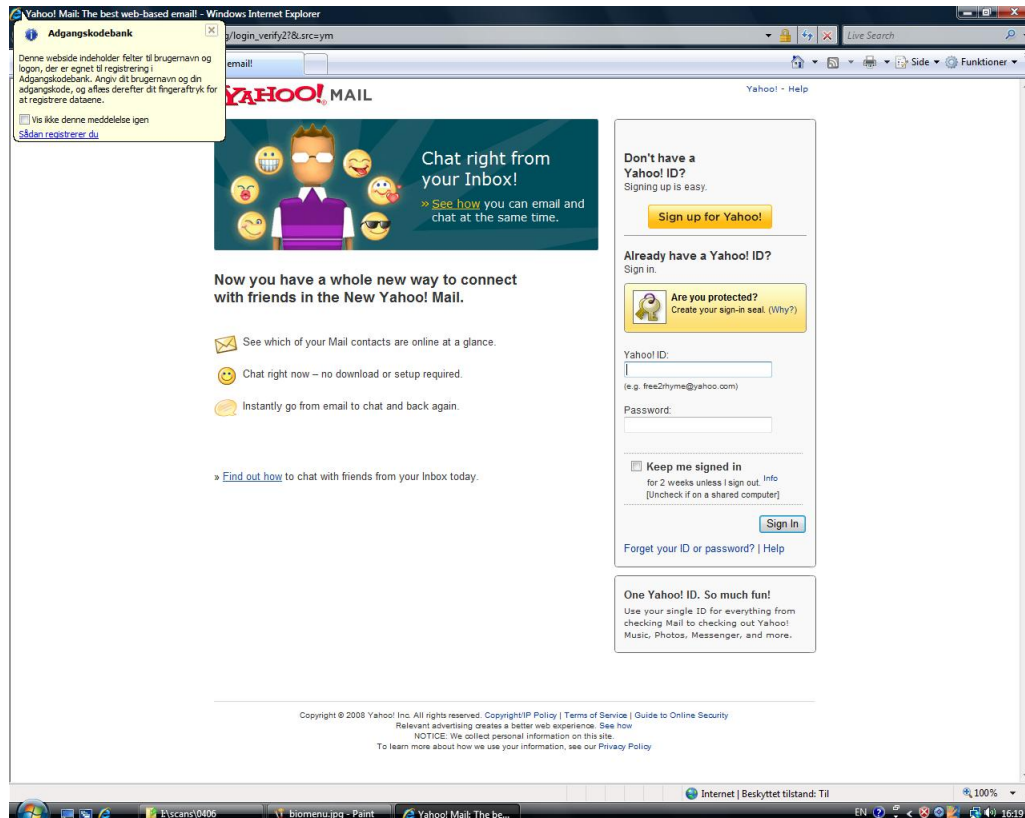 Yahoo! Mail: The best web-based email! - Windows Internet Explorer
Adgangskodebank
Denne webside indeholder felter til brugernavn og
logon, der er egnet til registrering i
Adgangskodebank. Angiv dit brugernavn og din
adgangskode, og aflæs derefter dit fingeraftryk for
at registrere dataene.
Vis ikke denne meddelelse igen
Sådan registrerer du
g/login_verify2?&.src=ym
Live Search
email!
Side
Funktioner
YAHOO! MAIL
Yahoo! - Help
Chat right from
your Inbox!
» See how you can email and
chat at the same time.
Now you have a whole new way to connect
with friends in the New Yahoo! Mail.
See which of your Mail contacts are online at a glance.
Chat right now – no download or setup required.
Instantly go from email to chat and back again.
» Find out how to chat with friends from your Inbox today.
Don't have a
Yahoo! ID?
Signing up is easy.
Sign up for Yahoo!
Already have a Yahoo! ID?
Sign in.
Are you protected?
Create your sign-in seal. (Why?)
Yahoo! ID:
(e.g. free2rhyme@yahoo.com)
Password:
Keep me signed in
for 2 weeks unless I sign out. Info
[Uncheck if on a shared computer]
Sign In
Forget your ID or password? | Help
One Yahoo! ID. So much fun!
Use your single ID for everything from
checking Mail to checking out Yahoo!
Music, Photos, Messenger, and more.
Copyright © 2008 Yahoo! Inc. All rights reserved. Copyright/IP Policy | Terms of Service | Guide to Online Security
Relevant advertising creates a better web experience. See how
NOTICE: We collect personal information on this site.
To learn more about how we use your information, see our Privacy Policy
Internet | Beskyttet tilstand: Til
100%
I:\scans\0406
biomenu.jpg - Paint
Yahoo! Mail: The be...
EN
16:19